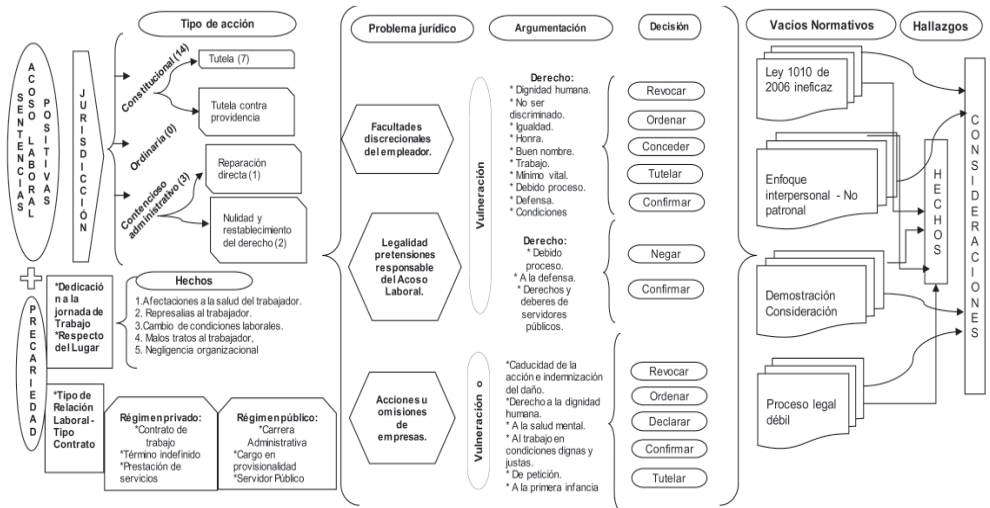 Tipo de acción
Problema jurídico
Argumentación
Decisión
Vacíos Normativos
Hallazgos
SENTENCIAS
ACOSO LABORAL
POSITIVAS
JURISDICCIÓN
Constitucional (14)
Tutela (7)
Tutela contra
providencia
Ordinaria (0)
Contencioso
administrativo (3)
Reparación
directa (1)
Nulidad y
restablecimiento
del derecho (2)
PRECARIEDAD
*Dedicació
n a la
jornada de
Trabajo
*Respecto
del Lugar
Hechos
1.Afectaciones a la salud del trabajador.
2. Represalias al trabajador.
3.Cambio de condiciones laborales.
4. Malos tratos al trabajador,
5. Negligencia organizacional
*Tipo de
Relación
Laboral -
Tipo
Contrato
Régimen privado:
*Contrato de
trabajo
*Término indefinido
*Prestación de
servicios
Régimen público:
*Carrera
Administrativa
*Cargo en
provisionalidad
*Servidor Público
Facultades
discrecionales
del empleador.
Legalidad
pretensiones
responsable
del Acoso
Laboral.
Acciones u
omisiones
de
empresas.
Vulneración
Derecho:
* Dignidad humana.
* No ser
discriminado.
* Igualdad.
* Honra.
* Buen nombre.
* Trabajo.
* Mínimo vital.
* Debido proceso.
* Defensa.
* Condiciones
Derecho:
* Debido
proceso.
* A la defensa.
* Derechos y
deberes de
servidores
públicos.
Vulneración o
*Caducidad de la
acción e indemnización
del daño.
*Derecho a la dignidad
humana.
* A la salud mental.
* Al trabajo en
condiciones dignas y
justas.
* De petición.
* A la primera infancia
Revocar
Ordenar
Conceder
Tutelar
Confirmar
Negar
Confirmar
Revocar
Ordenar
Declarar
Confirmar
Tutelar
Ley 1010 de
2006 ineficaz
Enfoque
interpersonal - No
patronal
Demostración
Consideración
Proceso legal
débil
HECHOS
CONSIDERACIONES